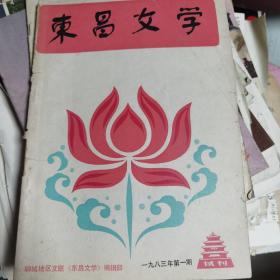 東昌文学
一九八三年第一期
聊城地区文联《东昌文学》编辑部
试刊